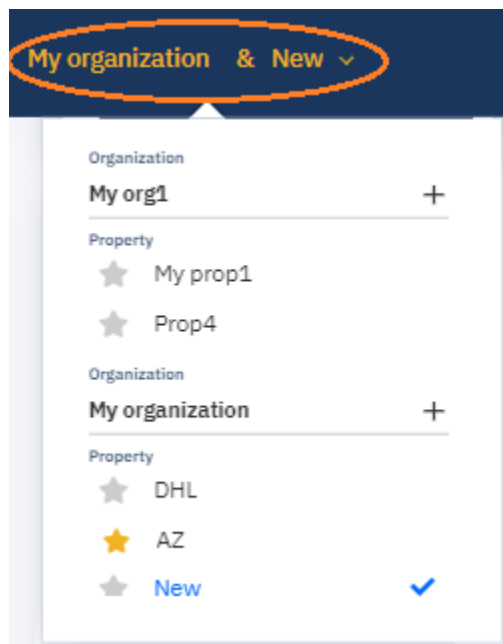 My organization & New
Organization
My org1
Property
My prop1
Prop4
Organization
My organization
Property
DHL
AZ
New